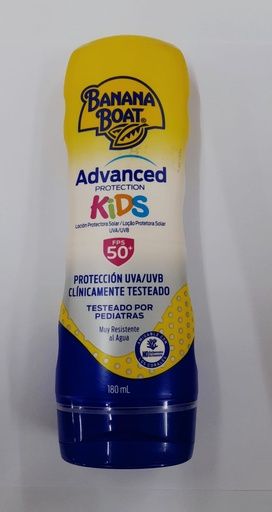 BANANA
BOAT
Advanced
PROTECTION
KiDS
Loción Protectora Solar / Loção Protetora Solar
UVA/UVB
FPS
50+
PROTECCIÓN UVA/UVB
CLÍNICAMENTE TESTEADO
TESTEADO POR
PEDIATRAS
Muy Resistente
al Agua
180 mL